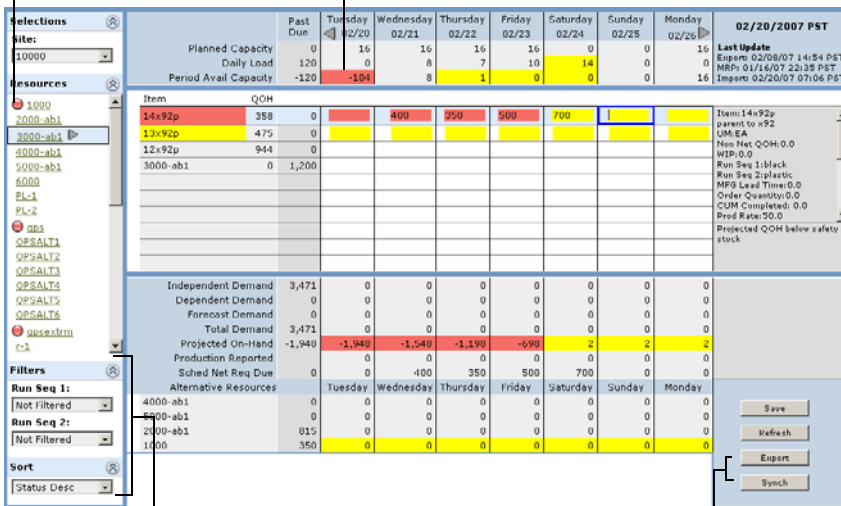 Selections
Site:
10000
Resources
1000
2000-ab1
3000-ab1
4000-ab1
5000-ab1
6000
PL-1
PL-2
qps
QPSALT1
QPSALT2
QPSALT3
QPSALT4
QPSALT5
QPSALT6
qpsextrm
r-1
Filters
Run Seq 1:
Not Filtered
Run Seq 2:
Not Filtered
Sort
Status Desc
Past Due Tuesday 02/20 Wednesday 02/21 Thursday 02/22 Friday 02/23 Saturday 02/24 Sunday 02/25 Monday 02/26
Planned Capacity 0 16 16 16 16 0 0 16
Daily Load 120 0 8 7 10 14 0 0
Period Avail Capacity -120 -104 8 1 0 0 0 16
Item QOH
14x92p 358 0 400 350 500 700
13x92p 475 0
12x92p 944 0
3000-ab1 0 1,200
Independent Demand 3,471 0 0 0 0 0 0 0
Dependent Demand 0 0 0 0 0 0 0 0
Forecast Demand 0 0 0 0 0 0 0 0
Total Demand 3,471 0 0 0 0 0 0 0
Projected On-Hand -1,948 -1,948 -1,548 -1,198 -698 2 2 2
Production Reported 0 0 0 0 0 0 0
Sched Net Req Due 0 0 400 350 500 700 0 0
Alternative Resources Tuesday Wednesday Thursday Friday Saturday Sunday Monday
4000-ab1 0 0 0 0 0 0 0 0
5000-ab1 0 0 0 0 0 0 0 0
2000-ab1 815 0 0 0 0 0 0 0
1000 350 0 0 0 0 0 0 0
02/20/2007 PST
Last Update
Export: 02/08/07 14:54 PST
MRP: 01/16/07 22:35 PST
Import: 02/20/07 07:06 PST
Item:14x92p
parent to x92
UM:EA
Non Net QOH:0.0
WIP:0.0
Run Seq 1:black
Run Seq 2:plastic
MFG Lead Time:0.0
Order Quantity:0.0
CUM Completed: 0.0
Prod Rate:50.0
Projected QOH below safety
stock
Save
Refresh
Export
Synch